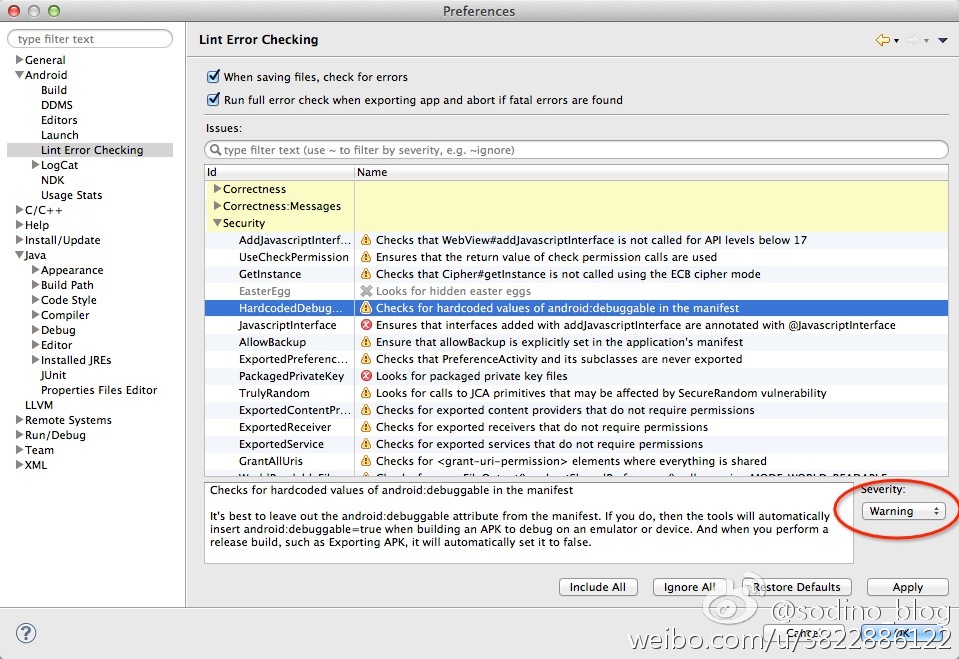 Preferences
type filter text
General
Android
Build
DDMS
Editors
Launch
Lint Error Checking
LogCat
NDK
Usage Stats
C/C++
Help
Install/Update
Java
Appearance
Build Path
Code Style
Compiler
Debug
Editor
Installed JREs
JUnit
Properties Files Editor
LLVM
Remote Systems
Run/Debug
Team
XML
Lint Error Checking
When saving files, check for errors
Run full error check when exporting app and abort if fatal errors are found
Issues:
type filter text (use ~ to filter by severity, e.g. ~ignore)
Id Name
Correctness
Correctness:Messages
Security
AddJavascriptInterf... Checks that WebView#addJavascriptInterface is not called for API levels below 17
UseCheckPermission Ensures that the return value of check permission calls are used
GetInstance Checks that Cipher#getInstance is not called using the ECB cipher mode
EasterEgg Looks for hidden easter eggs
HardcodedDebug... Checks for hardcoded values of android:debuggable in the manifest
JavascriptInterface Ensures that interfaces added with addJavascriptInterface are annotated with @JavascriptInterface
AllowBackup Ensure that allowBackup is explicitly set in the application's manifest
ExportedPreferenc... Checks that PreferenceActivity and its subclasses are never exported
PackagedPrivateKey Looks for packaged private key files
TrulyRandom Looks for calls to JCA primitives that may be affected by SecureRandom vulnerability
ExportedContentPr... Checks for exported content providers that do not require permissions
ExportedReceiver Checks for exported receivers that do not require permissions
ExportedService Checks for exported services that do not require permissions
GrantAllUris Checks for <grant-uri-permission> elements where everything is shared
Checks for hardcoded values of android:debuggable in the manifest
It's best to leave out the android:debuggable attribute from the manifest. If you do, then the tools will automatically
insert android:debuggable=true when building an APK to debug on an emulator or device. And when you perform a
release build, such as Exporting APK, it will automatically set it to false.
Severity:
Warning
Include All Ignore All Restore Defaults Apply
Cancel OK
@sodino_blog
weibo.com/u/3822886122